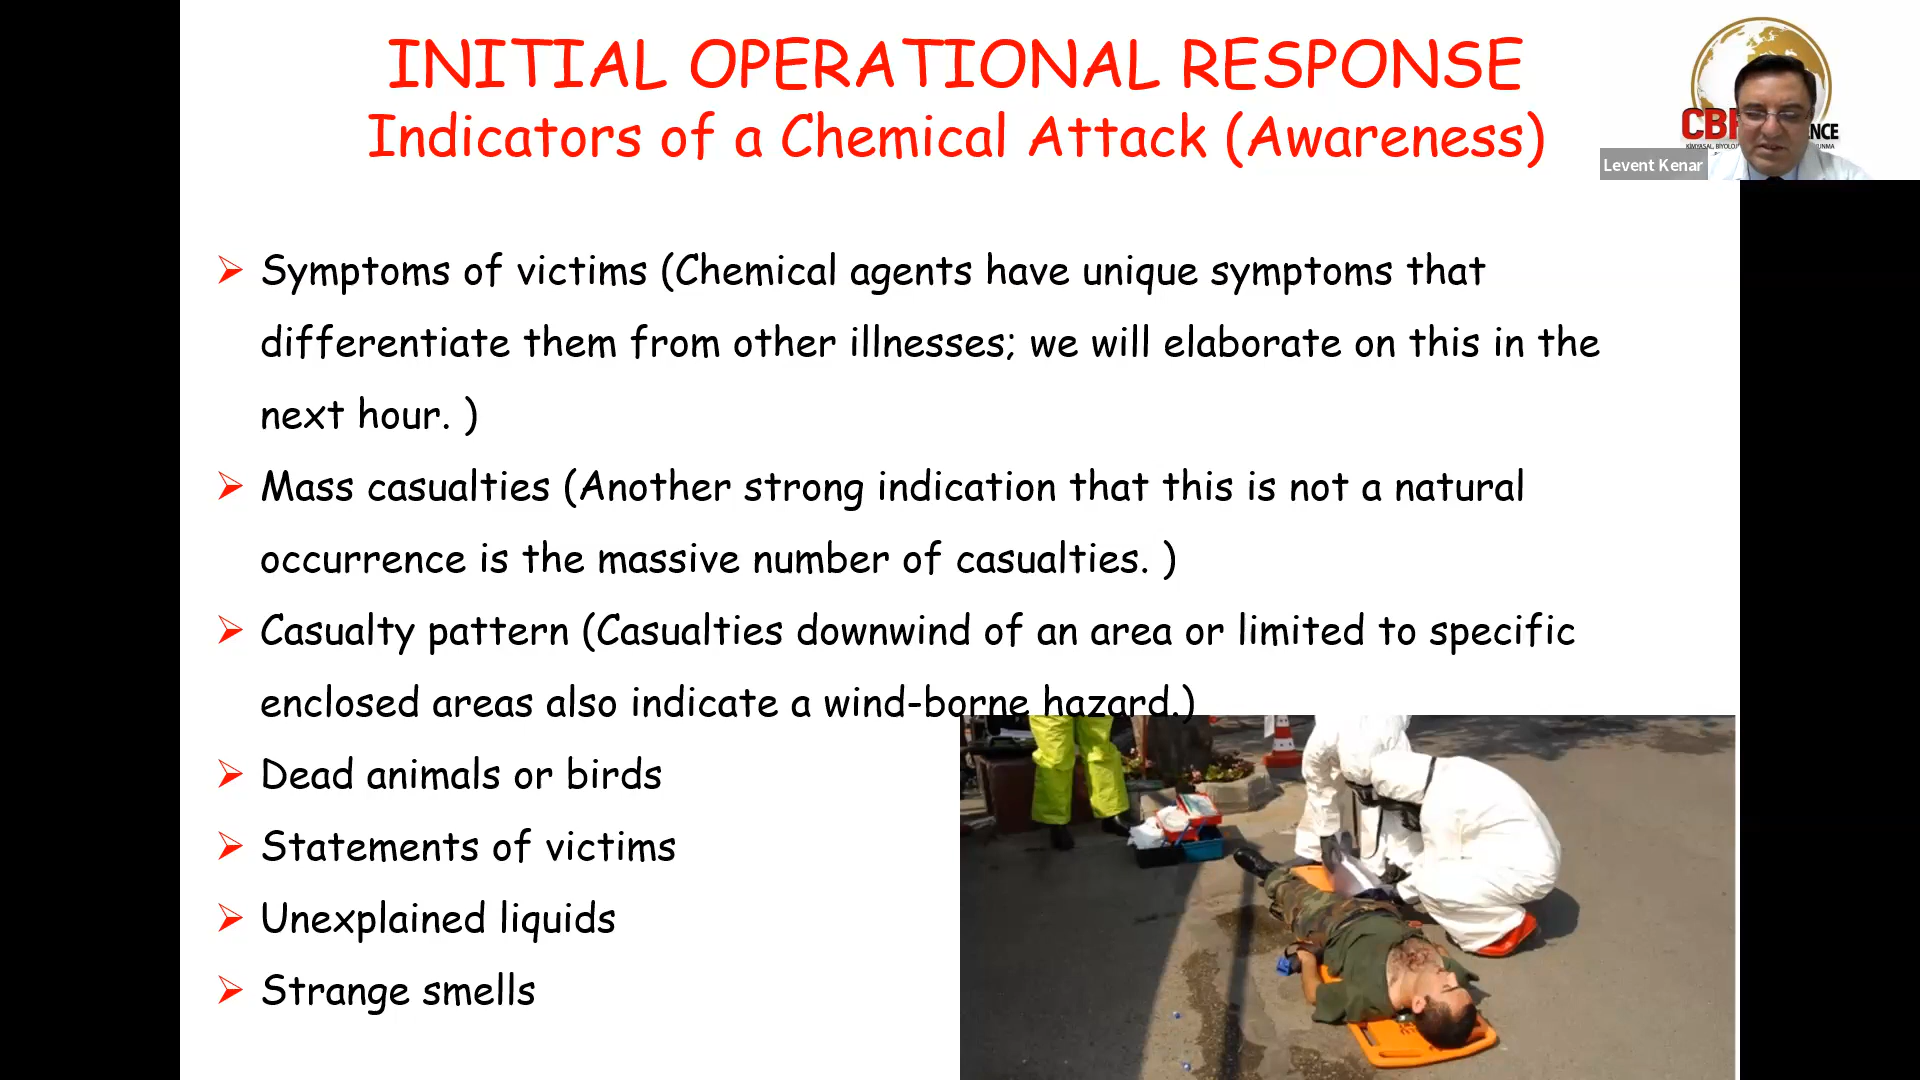 INITIAL OPERATIONAL RESPONSE
Indicators of a Chemical Attack (Awareness)
Levent Kenar
➢ Symptoms of victims (Chemical agents have unique symptoms that
differentiate them from other illnesses; we will elaborate on this in the
next hour. )
➢ Mass casualties (Another strong indication that this is not a natural
occurrence is the massive number of casualties. )
➢ Casualty pattern (Casualties downwind of an area or limited to specific
enclosed areas also indicate a wind-borne hazard.)
➢ Dead animals or birds
➢ Statements of victims
➢ Unexplained liquids
➢ Strange smells